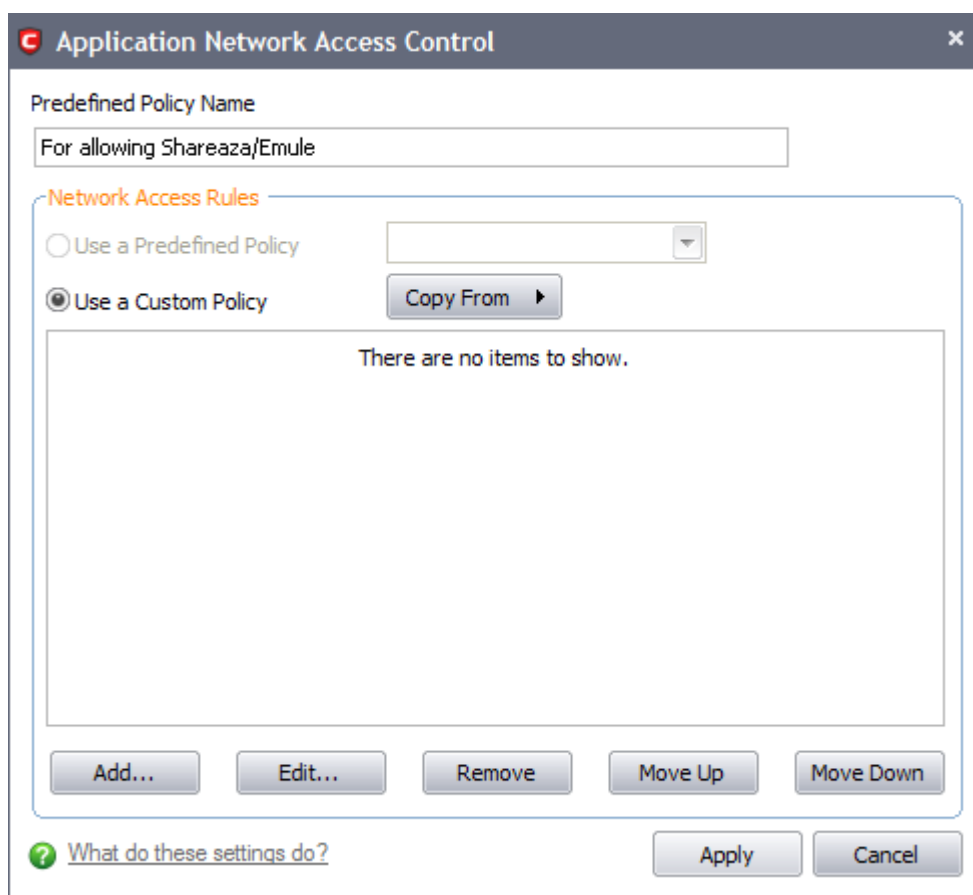 Application Network Access Control
Predefined Policy Name
For allowing Shareaza/Emule
Network Access Rules
Use a Predefined Policy
Use a Custom Policy
Copy From
There are no items to show.
Add...
Edit...
Remove
Move Up
Move Down
What do these settings do?
Apply
Cancel